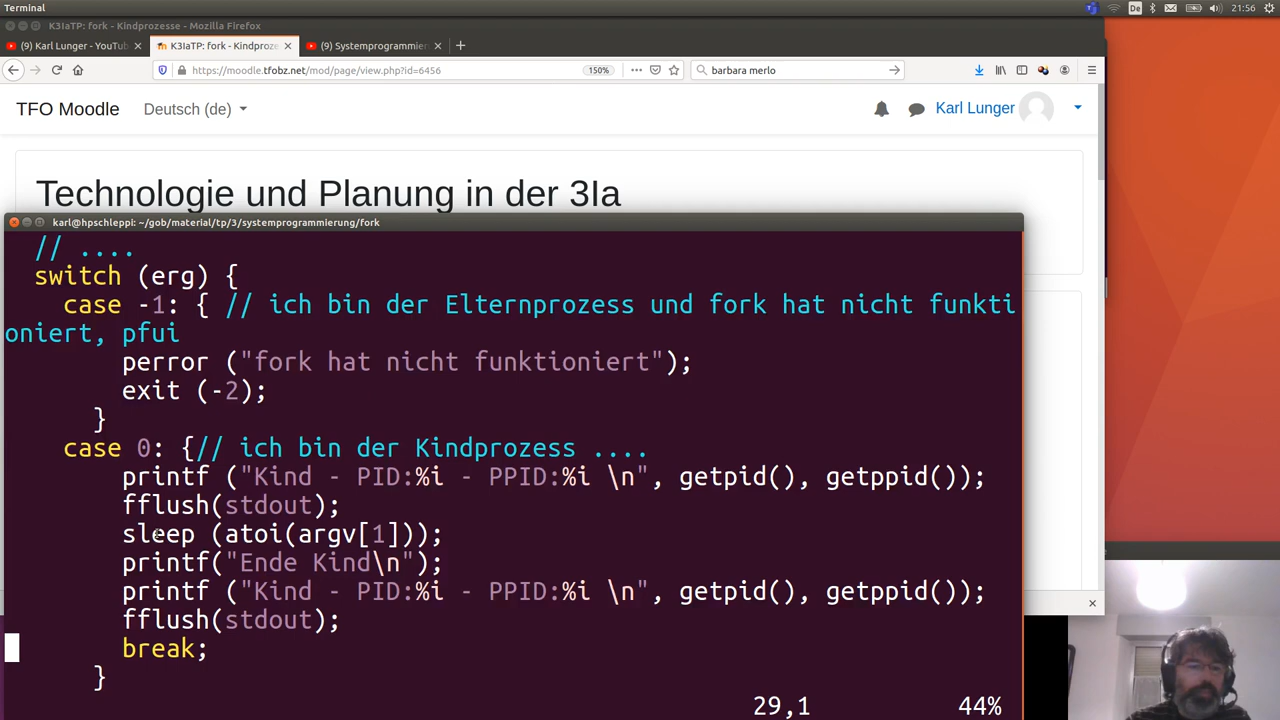 Terminal
De
21:56
K3IaTP: fork - Kindprozesse - Mozilla Firefox
(9) Karl Lunger - YouTub
K3IaTP: fork - Kindproze
(9) Systemprogrammier
https://moodle.tfobz.net/mod/page/view.php?id=6456
150%
barbara merlo
TFO Moodle
Deutsch (de)
Karl Lunger
Technologie und Planung in der 3Ia
karl@hpschleppi: ~/gob/material/tp/3/systemprogrammierung/fork
// ....
switch (erg) {
case -1: { // ich bin der Elternprozess und fork hat nicht funkti
oniert, pfui
perror ("fork hat nicht funktioniert");
exit (-2);
}
case 0: {// ich bin der Kindprozess ....
printf ("Kind - PID:%i - PPID:%i \n", getpid(), getppid());
fflush(stdout);
sleep (atoi(argv[1]));
printf("Ende Kind\n");
printf ("Kind - PID:%i - PPID:%i \n", getpid(), getppid());
fflush(stdout);
break;
}
29,1 44%